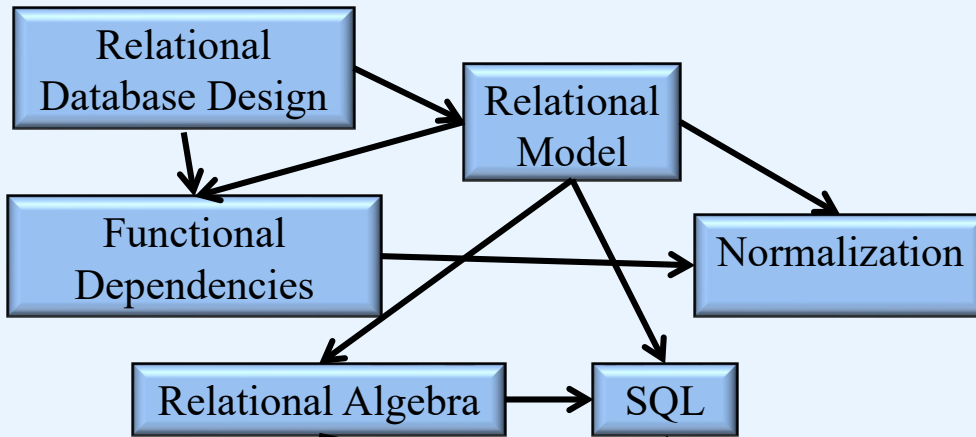 Relational
Database Design
Relational
Model
Functional
Dependencies
Normalization
Relational Algebra
SQL